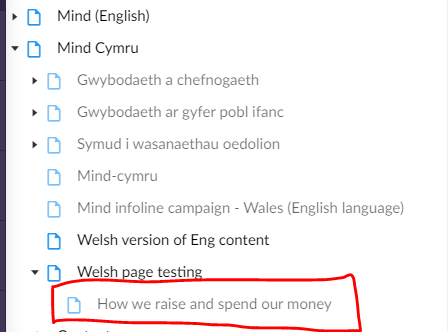 Mind (English)
Mind Cymru
Gwybodaeth a chefnogaeth
Gwybodaeth ar gyfer pobl ifanc
Symud i wasanaethau oedolion
Mind-cymru
Mind infoline campaign - Wales (English language)
Welsh version of Eng content
Welsh page testing
How we raise and spend our money